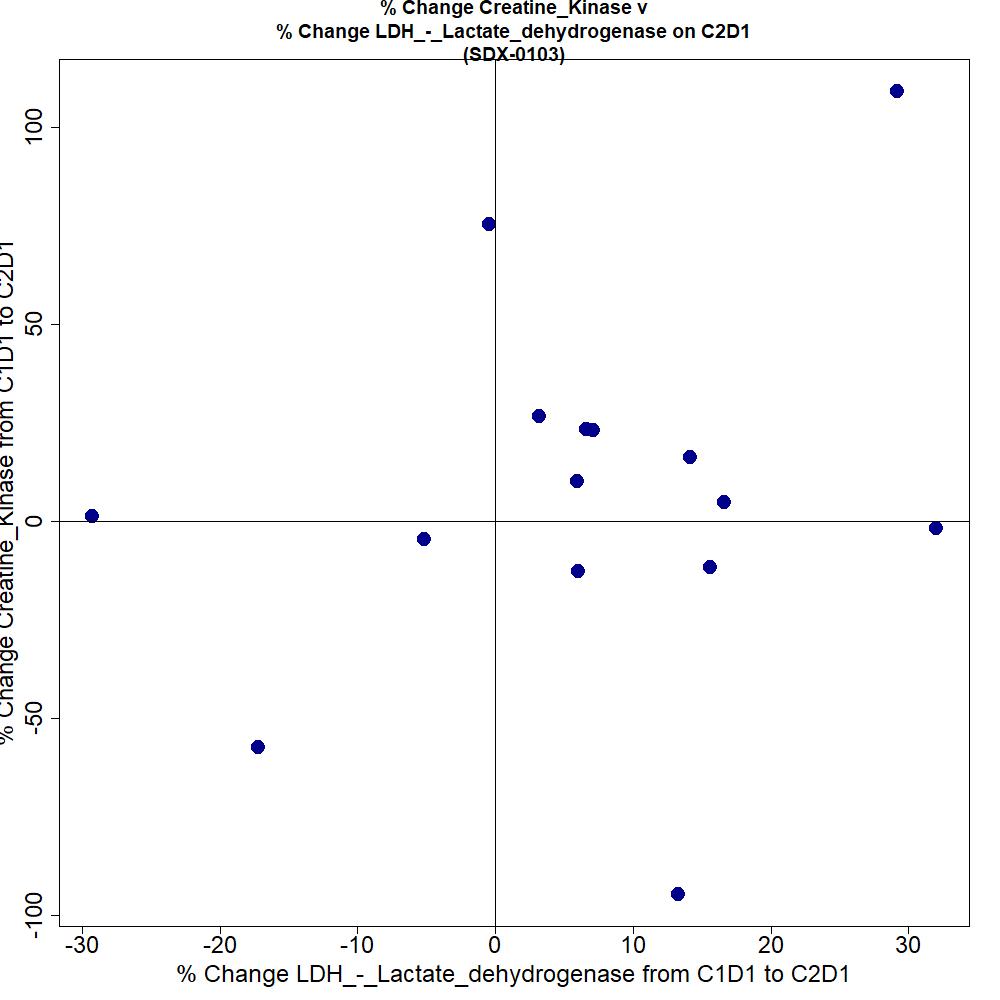 % Change Creatine_Kinase v
% Change LDH_-_Lactate_dehydrogenase on C2D1
(SDX-0103)
% Change Creatine_Kinase from C1D1 to C2D1
100
50
0
-50
-100
-30 -20 -10 0 10 20 30
% Change LDH_-_Lactate_dehydrogenase from C1D1 to C2D1